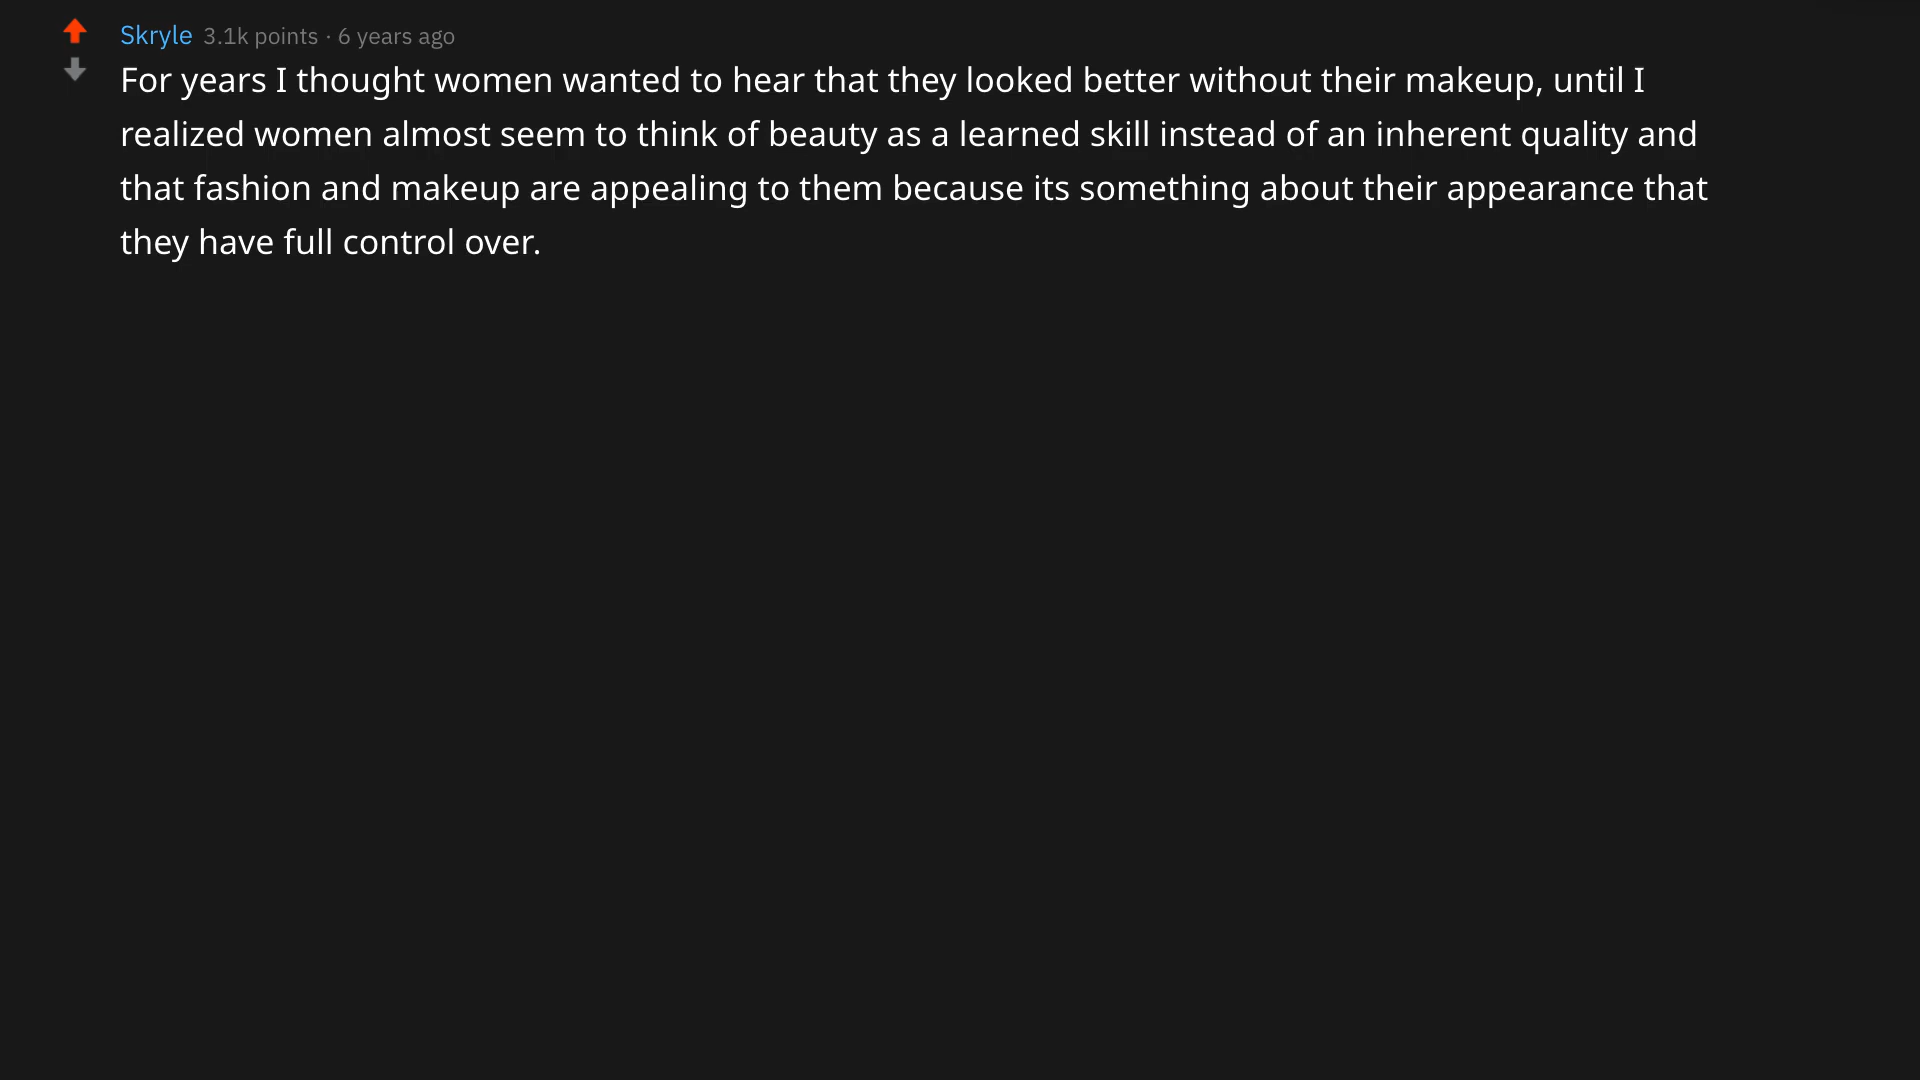 Skryle 3.1k points · 6 years ago
For years I thought women wanted to hear that they looked better without their makeup, until I
realized women almost seem to think of beauty as a learned skill instead of an inherent quality and
that fashion and makeup are appealing to them because its something about their appearance that
they have full control over.